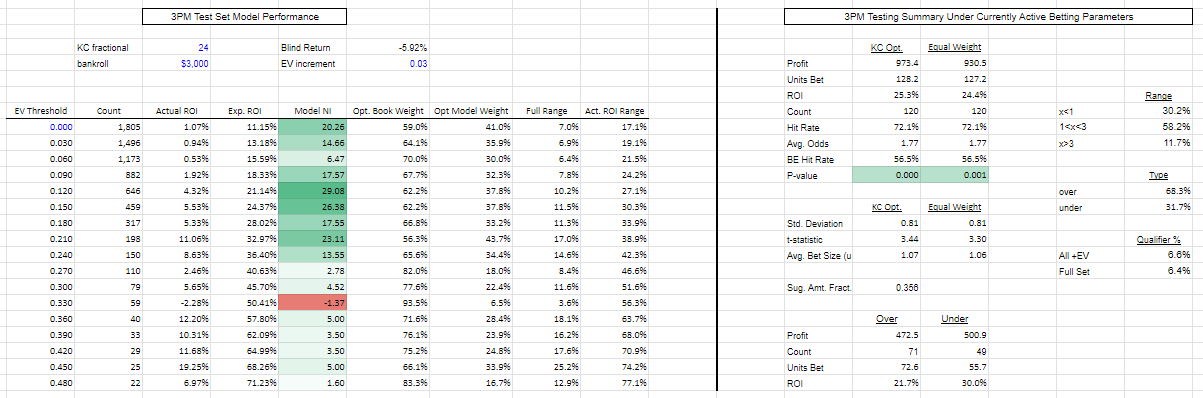 3PM Test Set Model Performance
KC fractional 24 Blind Return -5.92%
bankroll $3,000 EV increment 0.03
EV Threshold Count Actual ROI Exp. ROI Model NI Opt. Book Weight Opt Model Weight Full Range Act. ROI Range
0.000 1,805 1.07% 11.15% 20.26 59.0% 41.0% 7.0% 17.1%
0.030 1,496 0.94% 13.18% 14.66 64.1% 35.9% 6.9% 19.1%
0.060 1,173 0.53% 15.59% 6.47 70.0% 30.0% 6.4% 21.5%
0.090 882 1.92% 18.33% 17.57 67.7% 32.3% 7.8% 24.2%
0.120 646 4.32% 21.14% 29.08 62.2% 37.8% 10.2% 27.1%
0.150 459 5.53% 24.37% 26.38 62.2% 37.8% 11.5% 30.3%
0.180 317 5.33% 28.02% 17.55 66.8% 33.2% 11.3% 33.9%
0.210 198 11.06% 32.97% 23.11 56.3% 43.7% 17.0% 38.9%
0.240 150 8.63% 36.40% 13.55 65.6% 34.4% 14.6% 42.3%
0.270 110 2.46% 40.63% 2.78 82.0% 18.0% 8.4% 46.6%
0.300 79 5.65% 45.70% 4.52 77.6% 22.4% 11.6% 51.6%
0.330 59 -2.28% 50.41% -1.37 93.5% 6.5% 3.6% 56.3%
0.360 40 12.20% 57.80% 5.00 71.6% 28.4% 18.1% 63.7%
0.390 33 10.31% 62.09% 3.50 76.1% 23.9% 16.2% 68.0%
0.420 29 11.68% 64.99% 3.50 75.2% 24.8% 17.6% 70.9%
0.450 25 19.25% 68.26% 5.00 66.1% 33.9% 25.2% 74.2%
0.480 22 6.97% 71.23% 1.60 83.3% 16.7% 12.9% 77.1%
3PM Testing Summary Under Currently Active Betting Parameters
KC Opt. Equal Weight
Profit 973.4 930.5
Units Bet 128.2 127.2
ROI 25.3% 24.4% Range
Count 120 120 x<1 30.2%
Hit Rate 72.1% 72.1% 1<x<3 58.2%
Avg. Odds 1.77 1.77 x>3 11.7%
BE Hit Rate 56.5% 56.5%
P-value 0.000 0.001 Type
over 68.3%
KC Opt. Equal Weight under 31.7%
Std. Deviation 0.81 0.81
t-statistic 3.44 3.30 Qualifier %
Avg. Bet Size (u 1.07 1.06 All +EV 6.6%
Full Set 6.4%
Sug. Amt. Fract. 0.356
Over Under
Profit 472.5 500.9
Count 71 49
Units Bet 72.6 55.7
ROI 21.7% 30.0%